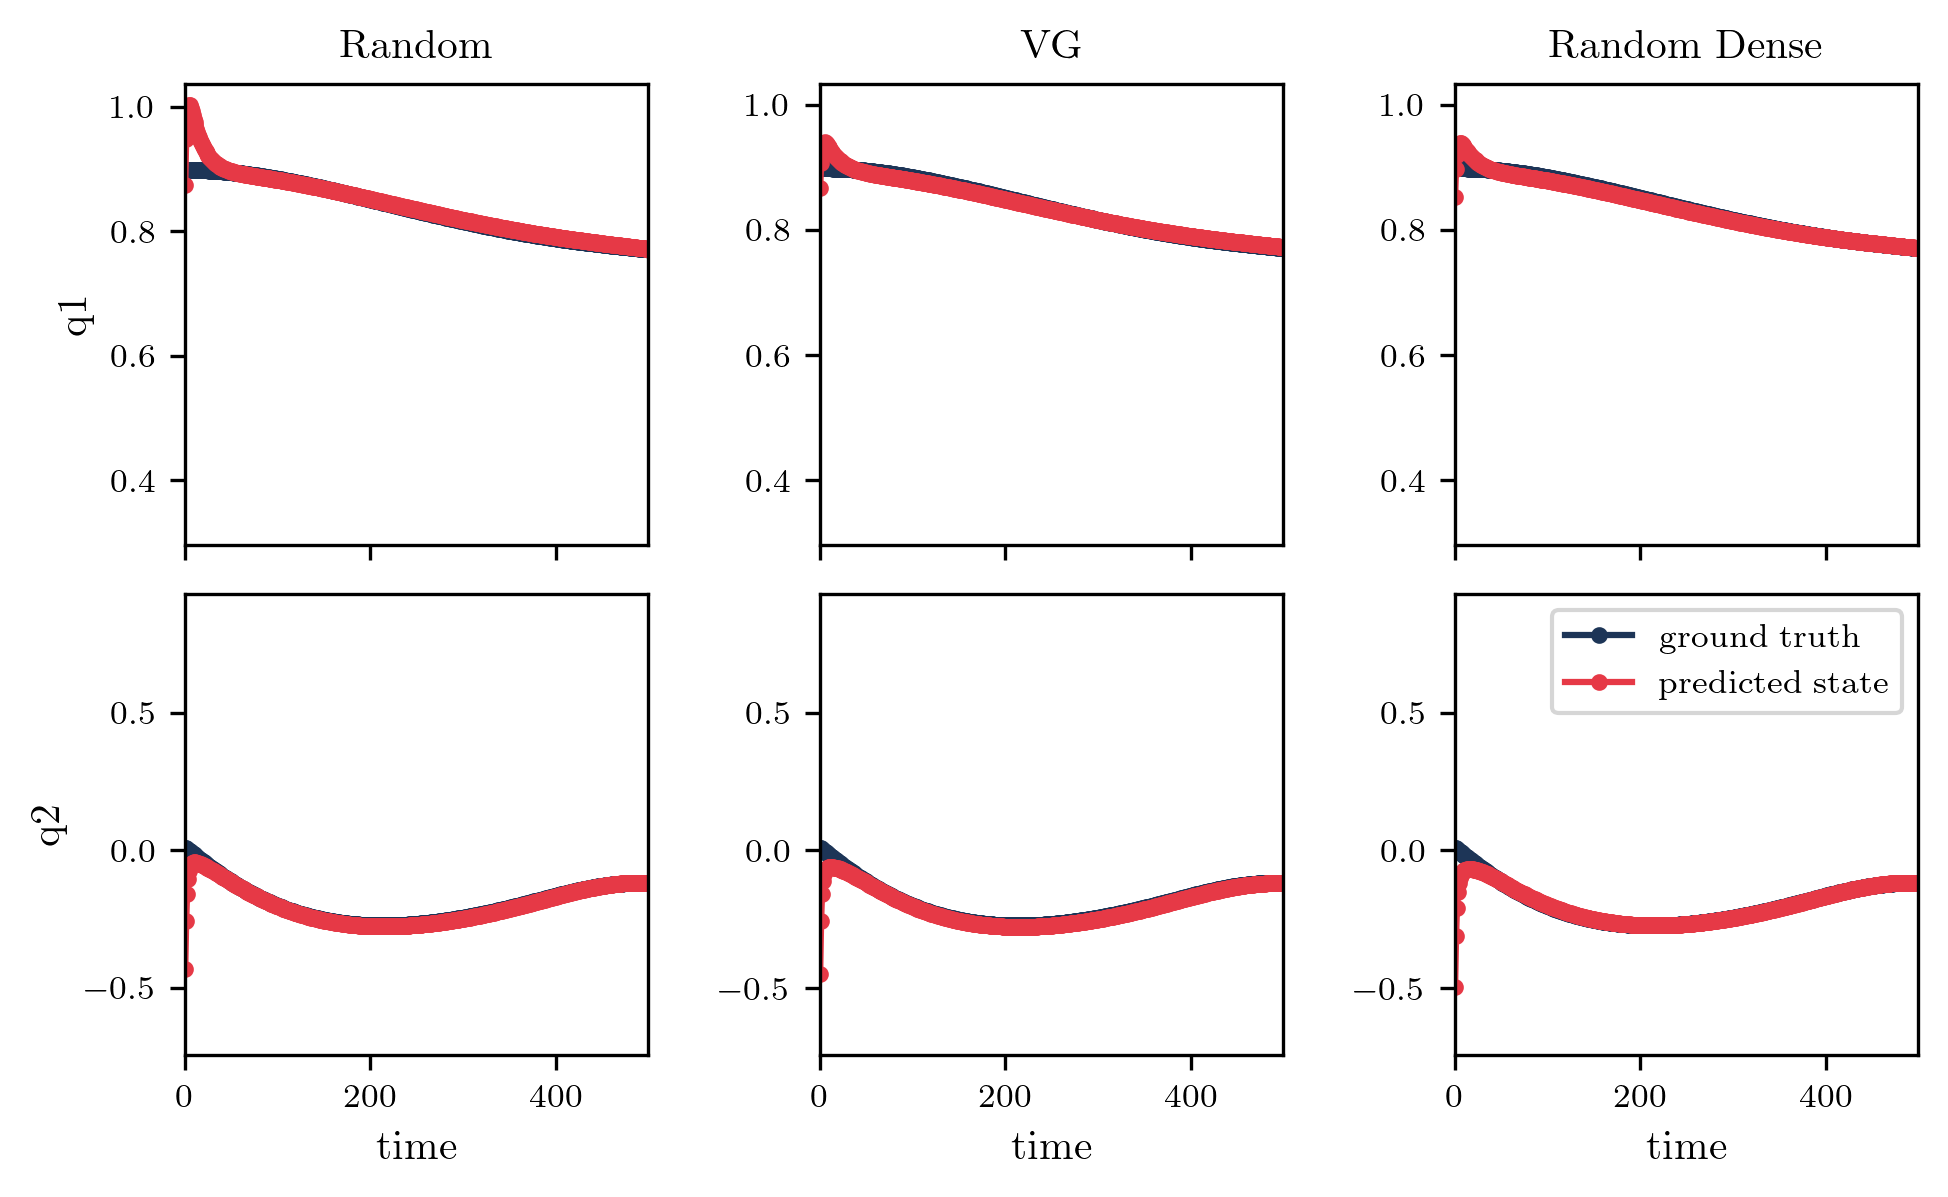 Random VG Random Dense
1.0 1.0 1.0
0.8 0.8 0.8
q1
0.6 0.6 0.6
0.4 0.4 0.4
ground truth
predicted state
0.5 0.5 0.5
q2
0.0 0.0 0.0
−0.5 −0.5 −0.5
0 200 400 0 200 400 0 200 400
time time time